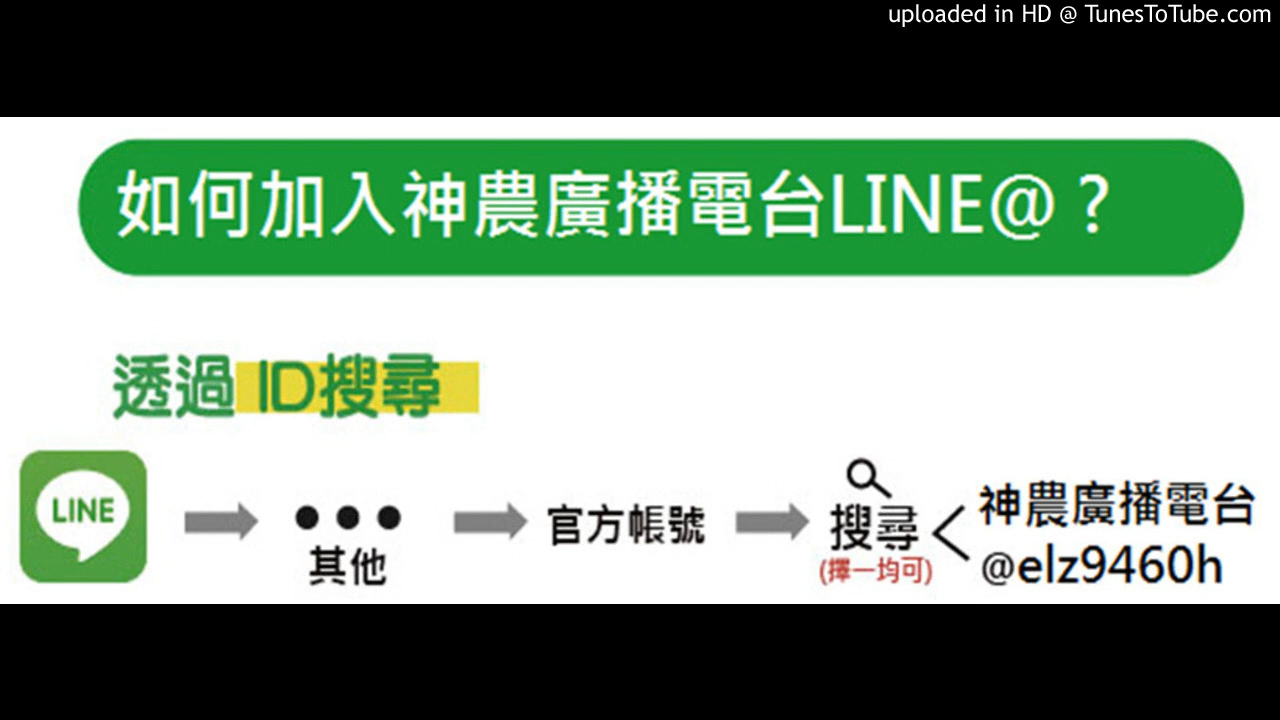 uploaded in HD @ TunesToTube.com
如何加入神農廣播電台LINE@？
透過 ID搜尋
LINE
其他
官方帳號
搜尋
(擇一均可)
神農廣播電台
@elz9460h